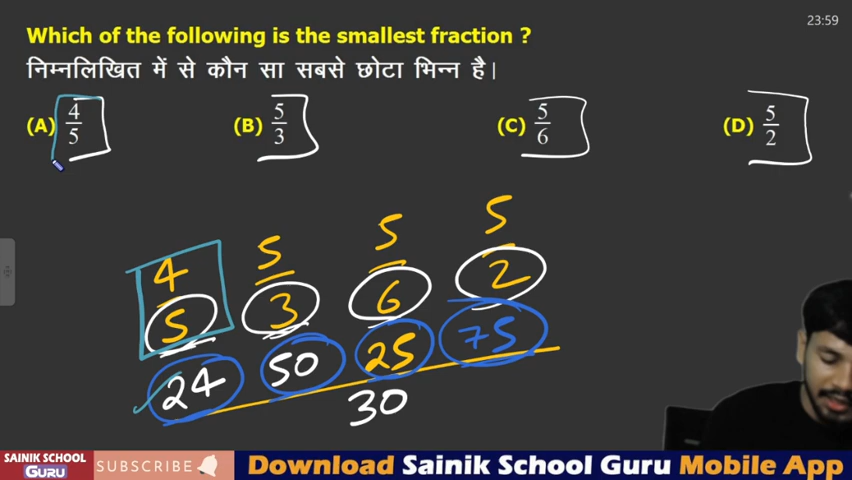 23:59
Which of the following is the smallest fraction ?
निम्नलिखित में से कौन सा सबसे छोटा भिन्न है।
(A) 4/5 (B) 5/3 (C) 5/6 (D) 5/2
4/5 5/3 5/6 5/2
24 50 25 75
30
SAINIK SCHOOL
GURU
SUBSCRIBE
Download Sainik School Guru Mobile App